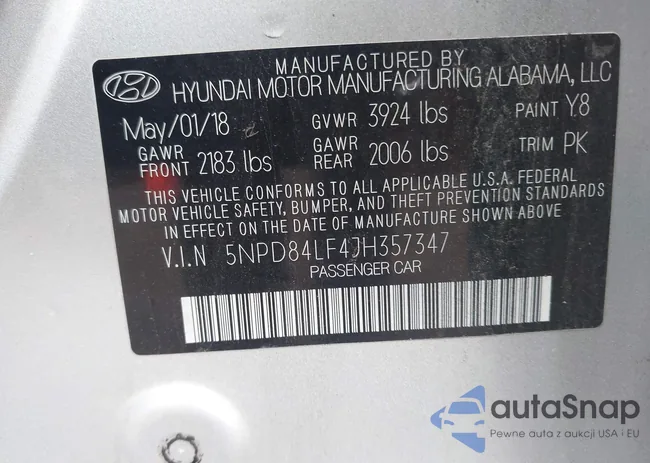 MANUFACTURED BY
HYUNDAI MOTOR MANUFACTURING ALABAMA, LLC
May/01/18 GVWR 3924 lbs PAINT Y8
GAWR FRONT 2183 lbs GAWR REAR 2006 lbs TRIM PK
THIS VEHICLE CONFORMS TO ALL APPLICABLE U.S.A. FEDERAL
MOTOR VEHICLE SAFETY, BUMPER, AND THEFT PREVENTION STANDARDS
IN EFFECT ON THE DATE OF MANUFACTURE SHOWN ABOVE
V.I.N 5NPD84LF4JH357347
PASSENGER CAR
autaSnap
Pewne auta z aukcji USA i EU